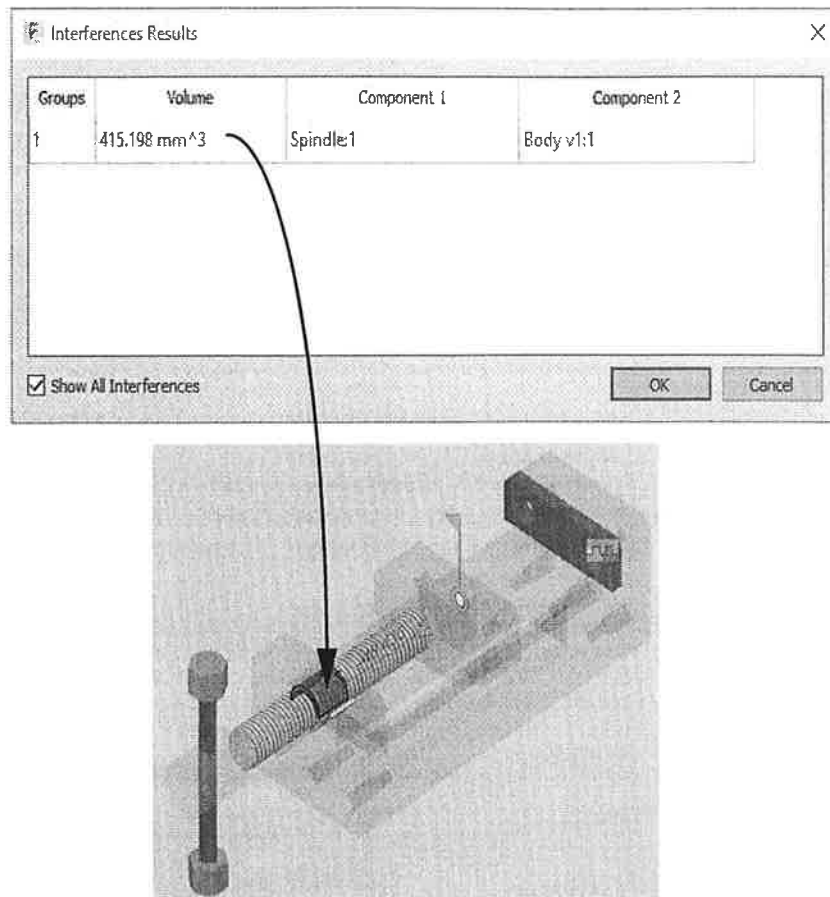 Interferences Results
Groups Volume Component 1 Component 2
1 415.198 mm^3 Spindle:1 Body v1:1
Show All Interferences OK Cancel